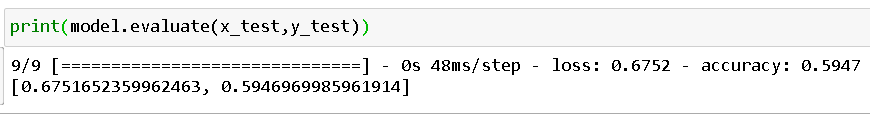 print(model.evaluate(x_test,y_test))
9/9 [==============================] - 0s 48ms/step - loss: 0.6752 - accuracy: 0.5947
[0.6751652359962463, 0.5946969985961914]